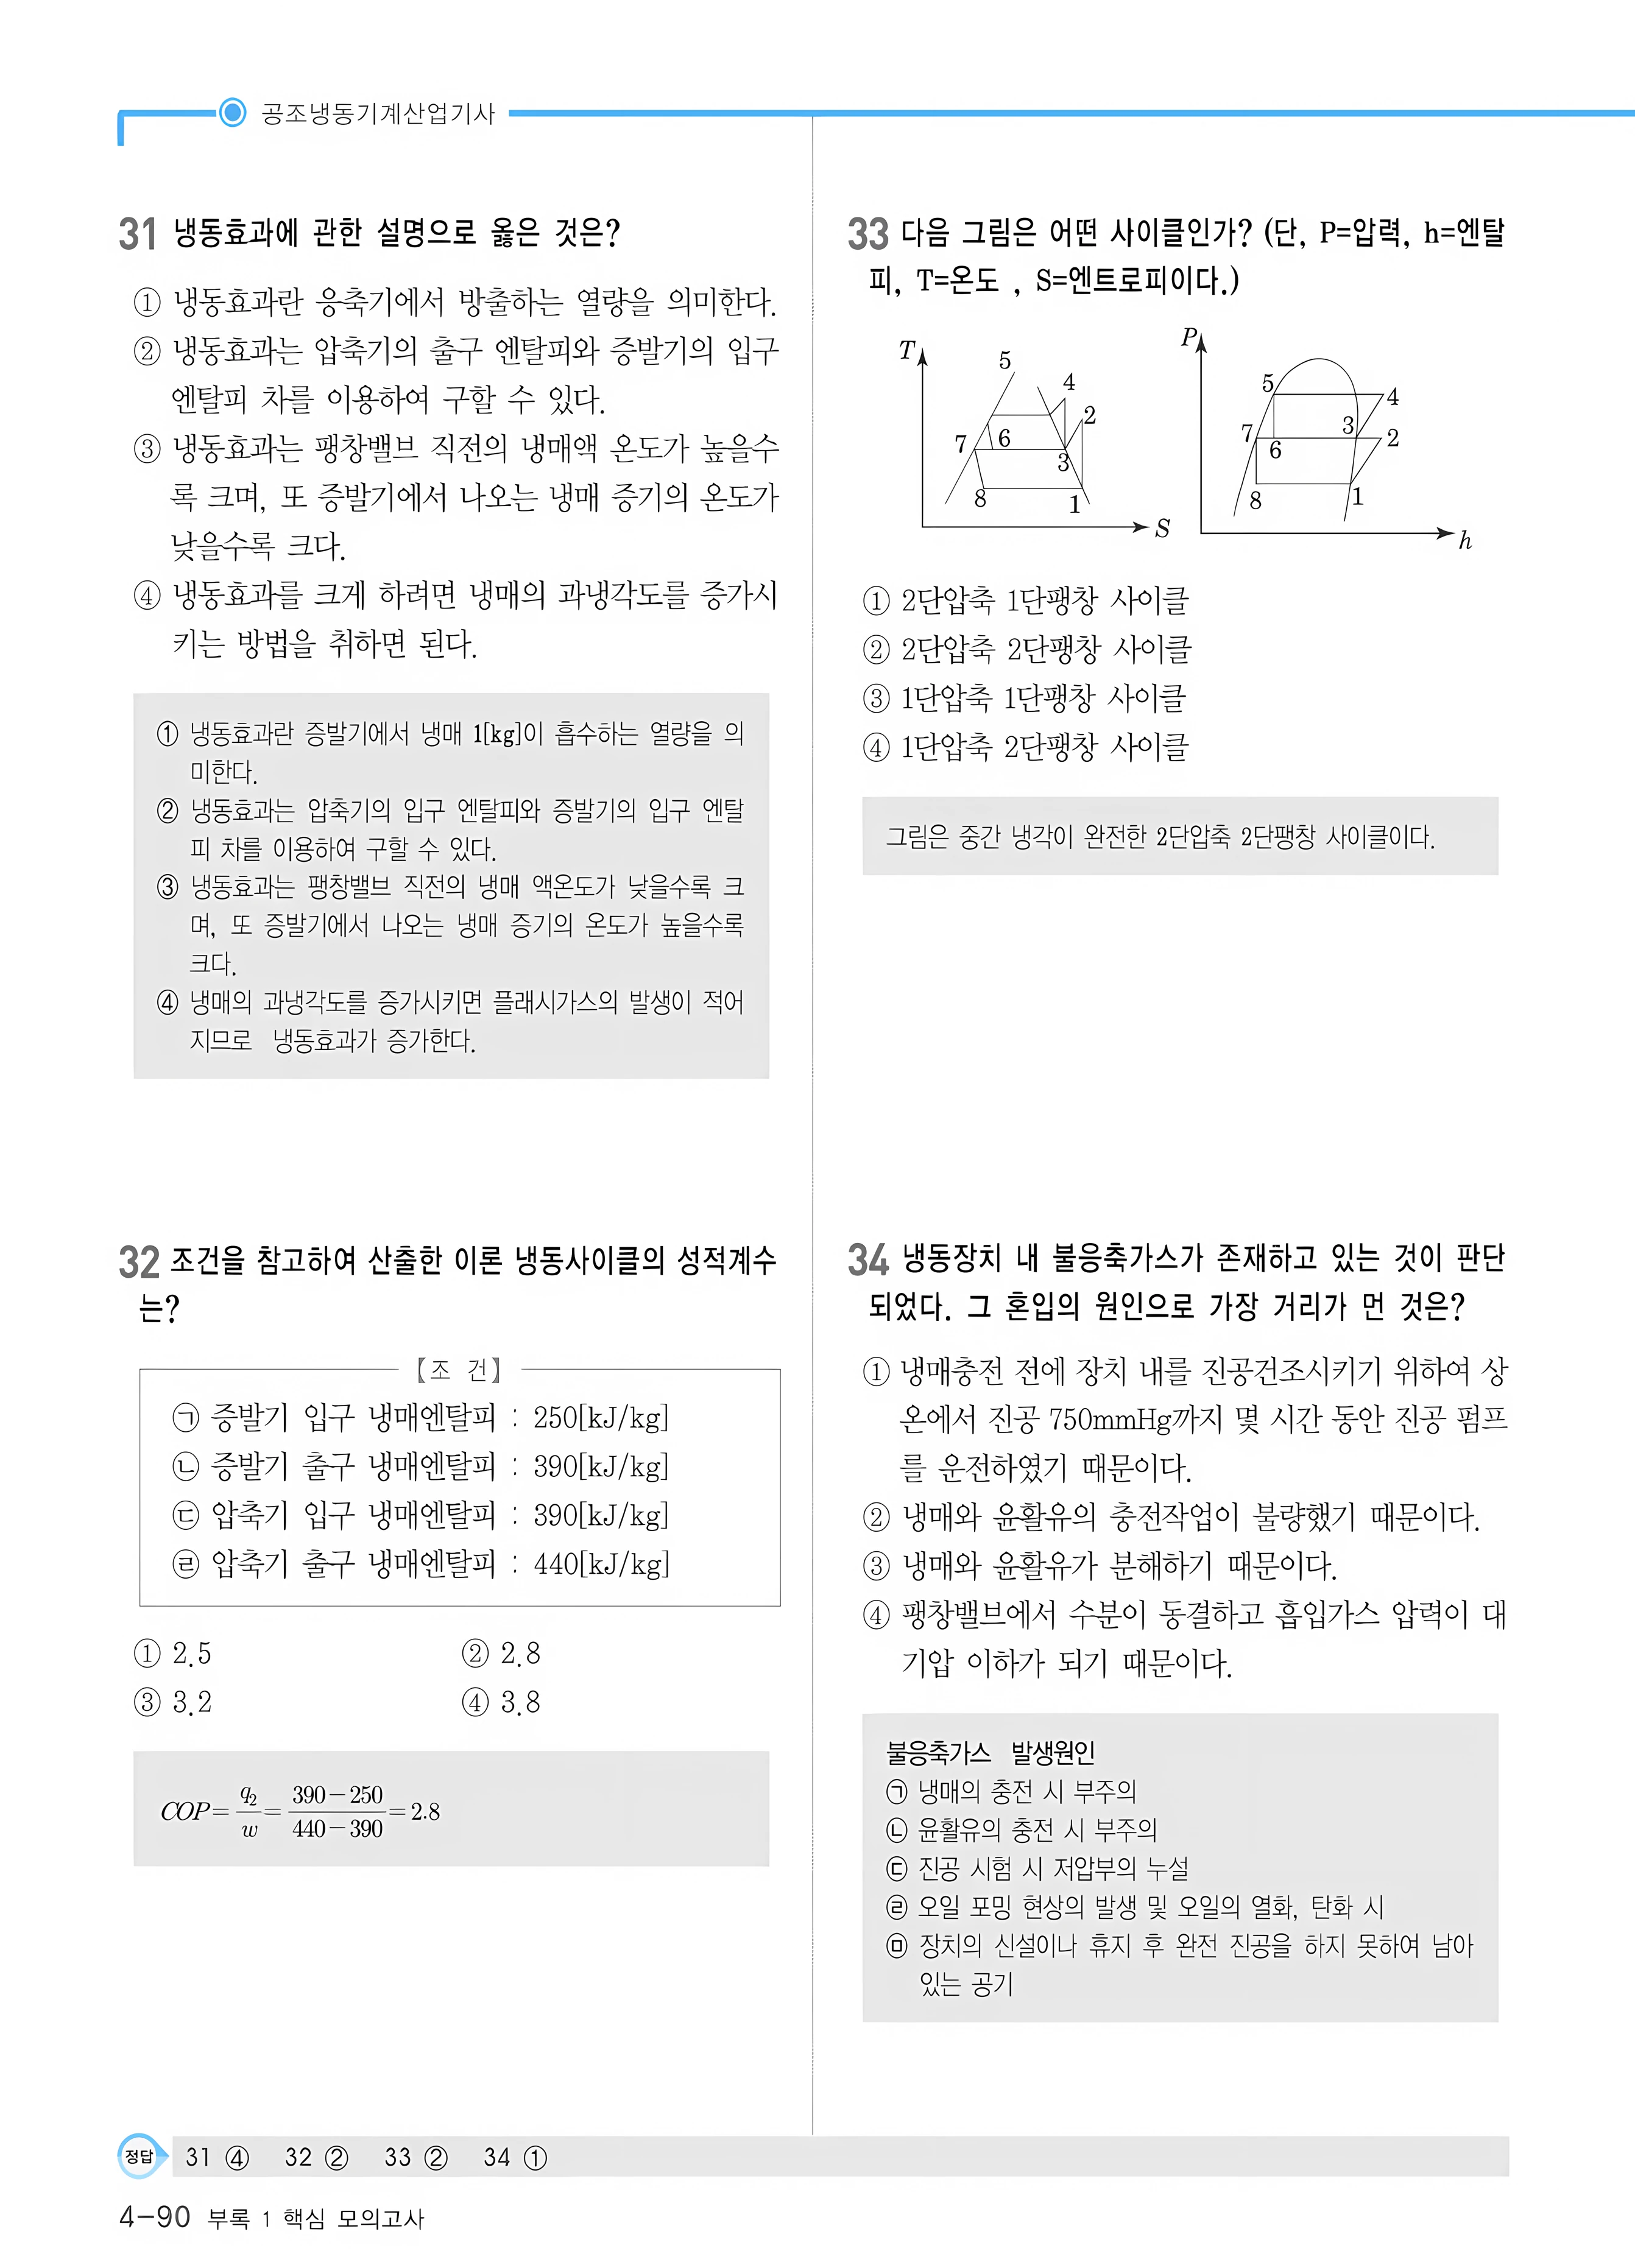 공조냉동기계산업기사
31 냉동효과에 관한 설명으로 옳은 것은?
① 냉동효과란 응축기에서 방출하는 열량을 의미한다.
② 냉동효과는 압축기의 출구 엔탈피와 증발기의 입구
엔탈피 차를 이용하여 구할 수 있다.
③ 냉동효과는 팽창밸브 직전의 냉매액 온도가 높을수
록 크며, 또 증발기에서 나오는 냉매 증기의 온도가
낮을수록 크다.
④ 냉동효과를 크게 하려면 냉매의 과냉각도를 증가시
키는 방법을 취하면 된다.
① 냉동효과란 증발기에서 냉매 1[kg]이 흡수하는 열량을 의
미한다.
② 냉동효과는 압축기의 입구 엔탈피와 증발기의 입구 엔탈
피 차를 이용하여 구할 수 있다.
③ 냉동효과는 팽창밸브 직전의 냉매 액온도가 낮을수록 크
며, 또 증발기에서 나오는 냉매 증기의 온도가 높을수록
크다.
④ 냉매의 과냉각도를 증가시키면 플래시가스의 발생이 적어
지므로 냉동효과가 증가한다.
32 조건을 참고하여 산출한 이론 냉동사이클의 성적계수
는?
【조 건】
㉠ 증발기 입구 냉매엔탈피 : 250[kJ/kg]
㉡ 증발기 출구 냉매엔탈피 : 390[kJ/kg]
㉢ 압축기 입구 냉매엔탈피 : 390[kJ/kg]
㉣ 압축기 출구 냉매엔탈피 : 440[kJ/kg]
① 2.5 ② 2.8
③ 3.2 ④ 3.8
COP = q₂/w = (390-250)/(440-390) = 2.8
33 다음 그림은 어떤 사이클인가? (단, P=압력, h=엔탈
피, T=온도 , S=엔트로피이다.)
T 5 4 2 7 6 3 8 1 S
P 5 4 7 6 3 2 8 1 h
① 2단압축 1단팽창 사이클
② 2단압축 2단팽창 사이클
③ 1단압축 1단팽창 사이클
④ 1단압축 2단팽창 사이클
그림은 중간 냉각이 완전한 2단압축 2단팽창 사이클이다.
34 냉동장치 내 불응축가스가 존재하고 있는 것이 판단
되었다. 그 혼입의 원인으로 가장 거리가 먼 것은?
① 냉매충전 전에 장치 내를 진공건조시키기 위하여 상
온에서 진공 750mmHg까지 몇 시간 동안 진공 펌프
를 운전하였기 때문이다.
② 냉매와 윤활유의 충전작업이 불량했기 때문이다.
③ 냉매와 윤활유가 분해하기 때문이다.
④ 팽창밸브에서 수분이 동결하고 흡입가스 압력이 대
기압 이하가 되기 때문이다.
불응축가스 발생원인
㉠ 냉매의 충전 시 부주의
㉡ 윤활유의 충전 시 부주의
㉢ 진공 시험 시 저압부의 누설
㉣ 오일 포밍 현상의 발생 및 오일의 열화, 탄화 시
㉤ 장치의 신설이나 휴지 후 완전 진공을 하지 못하여 남아
있는 공기
정답 31 ④ 32 ② 33 ② 34 ①
4-90 부록 1 핵심 모의고사